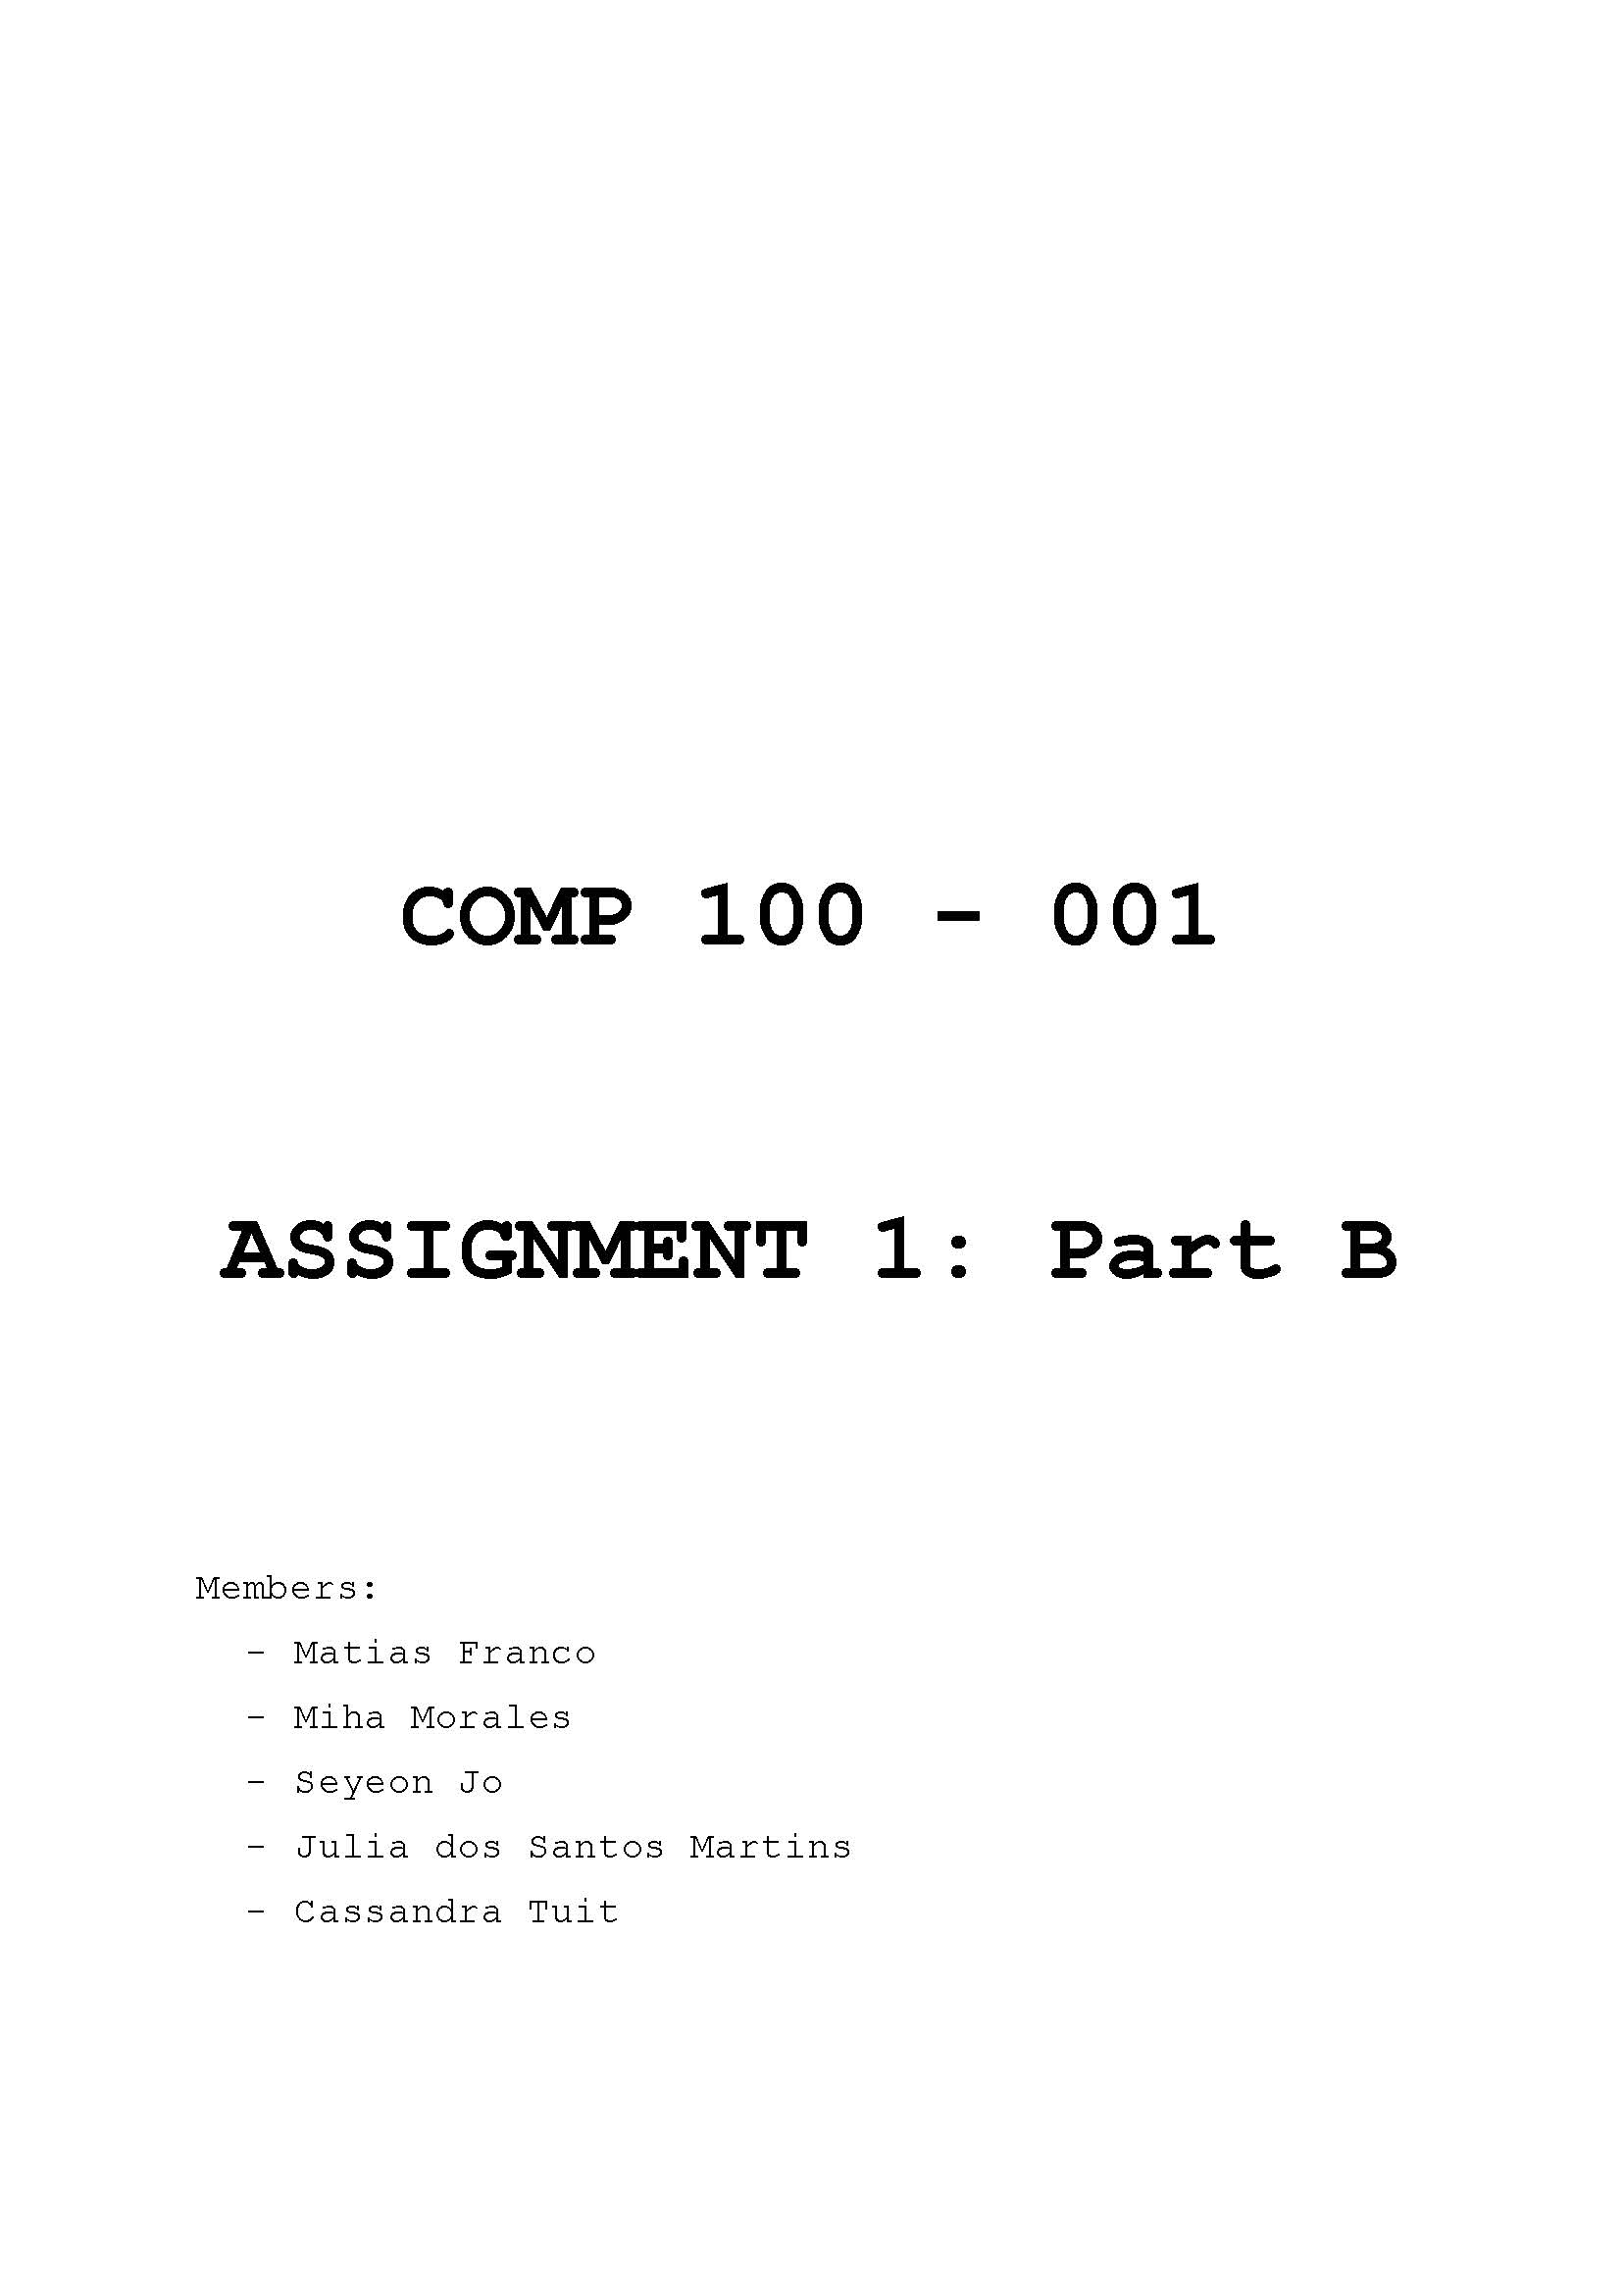 COMP 100 - 001
ASSIGNMENT 1: Part B
Members:
- Matias Franco
- Miha Morales
- Seyeon Jo
- Julia dos Santos Martins
- Cassandra Tuit